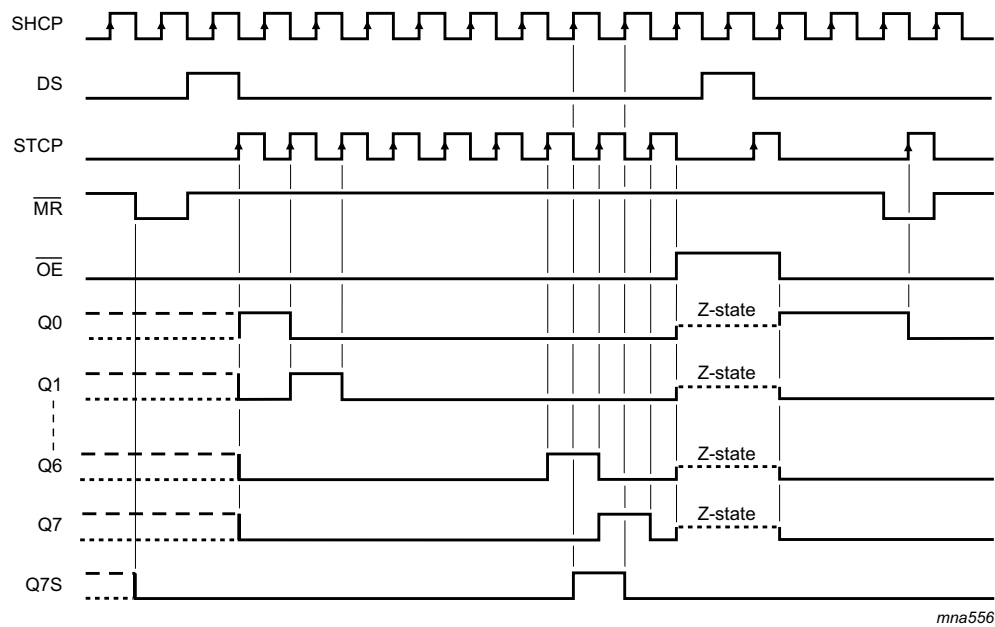 SHCP
DS
STCP
MR
OE
Q0
Z-state
Q1
Z-state
Q6
Z-state
Q7
Z-state
Q7S
mna556